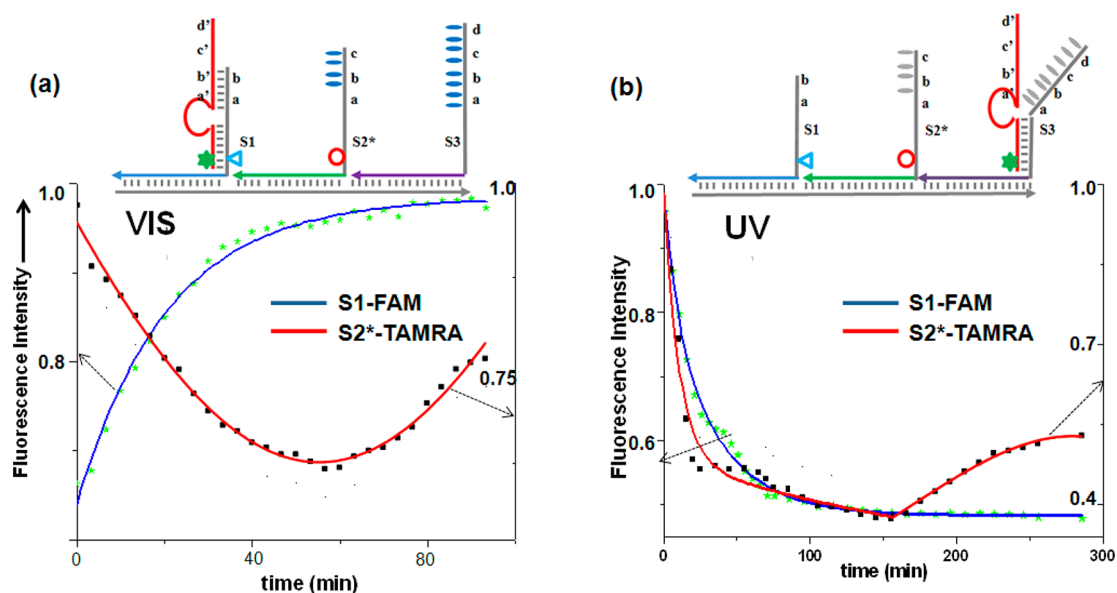 (a)
d'
c'
b'
a'
b
a
S1
c
b
a
S2*
d
c
b
a
S3
VIS
S1-FAM
S2*-TAMRA
Fluorescence Intensity
1.0
0.8
1.0
0.75
0
40
80
time (min)
(b)
b
a
S1
c
b
a
S2*
d'
c'
b'
a'
d
c
b
a
S3
UV
S1-FAM
S2*-TAMRA
Fluorescence Intensity
1.0
0.8
0.6
1.0
0.7
0.4
0
100
200
300
time (min)